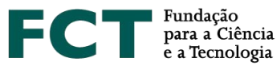 FCT
Fundação
para a Ciência
e a Tecnologia